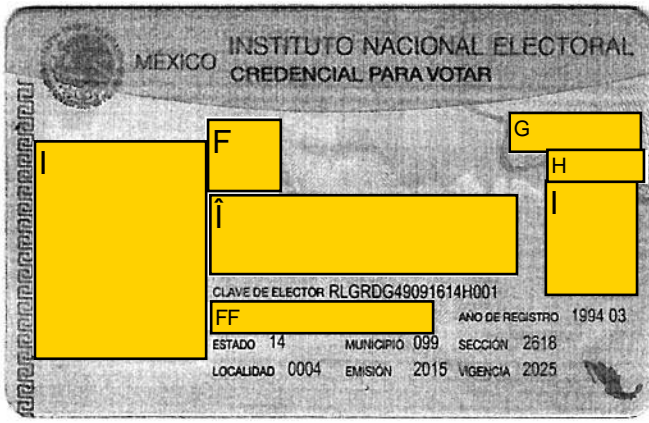 MÉXICO INSTITUTO NACIONAL ELECTORAL
CREDENCIAL PARA VOTAR
G
F
H
I
I
Î
CLAVE DE ELECTOR RLGRDG49091614H001
FF
AÑO DE REGISTRO 1994 03
ESTADO 14 MUNICIPIO 099 SECCIÓN 2618
LOCALIDAD 0004 EMISIÓN 2015 VIGENCIA 2025